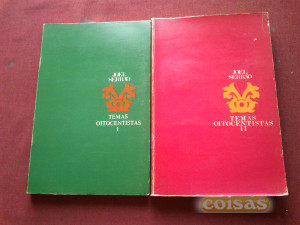 JOEL
SERRÃO
TEMAS
OITOCENTISTAS
I
JOEL
SERRÃO
TEMAS
OITOCENTISTAS
II
coisas